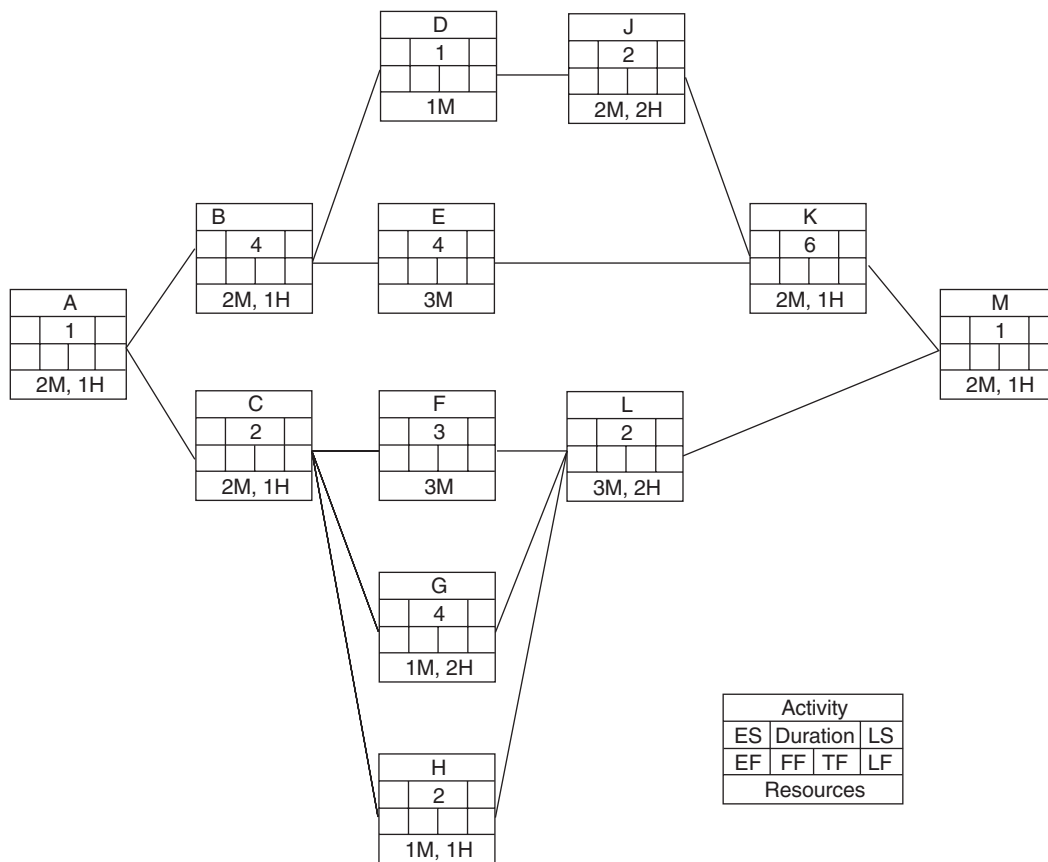 D
1
1M
J
2
2M, 2H
B
4
2M, 1H
E
4
3M
K
6
2M, 1H
A
1
2M, 1H
M
1
2M, 1H
C
2
2M, 1H
F
3
3M
L
2
3M, 2H
G
4
1M, 2H
H
2
1M, 1H
Activity
ES Duration LS
EF FF TF LF
Resources